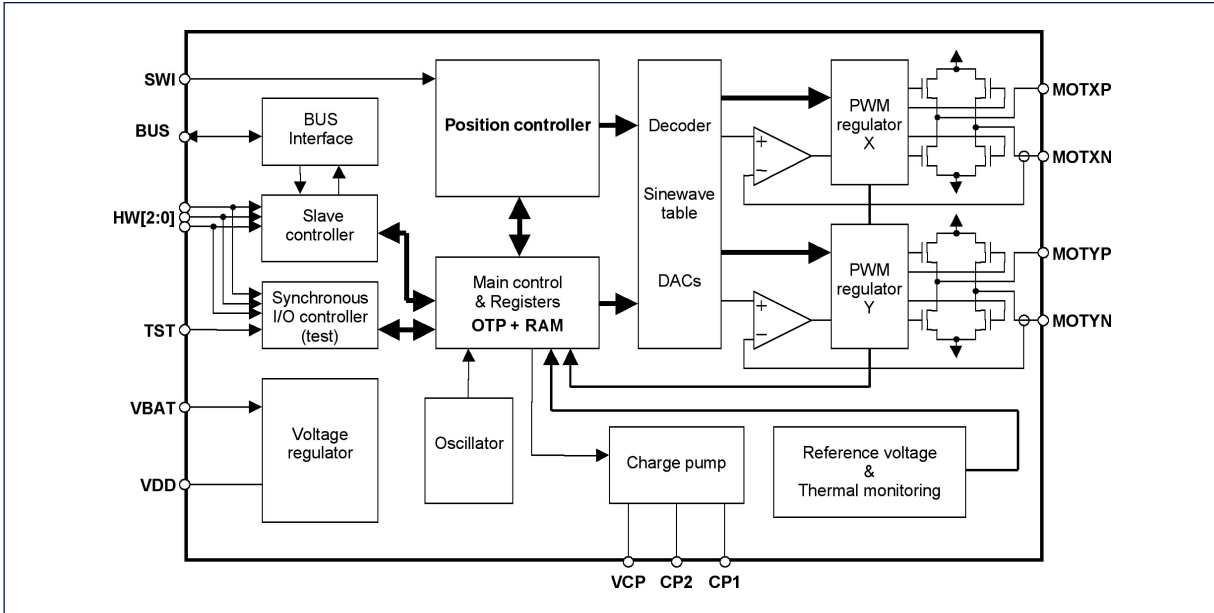 SWI
BUS
HW[2:0]
TST
VBAT
VDD
BUS
Interface
Slave
controller
Synchronous
I/O controller
(test)
Voltage
regulator
Position controller
Main control
& Registers
OTP + RAM
Oscillator
Decoder
Sinewave
table
DACs
+
−
+
−
PWM
regulator
X
PWM
regulator
Y
Charge pump
Reference voltage
&
Thermal monitoring
MOTXP
MOTXN
MOTYP
MOTYN
VCP CP2 CP1